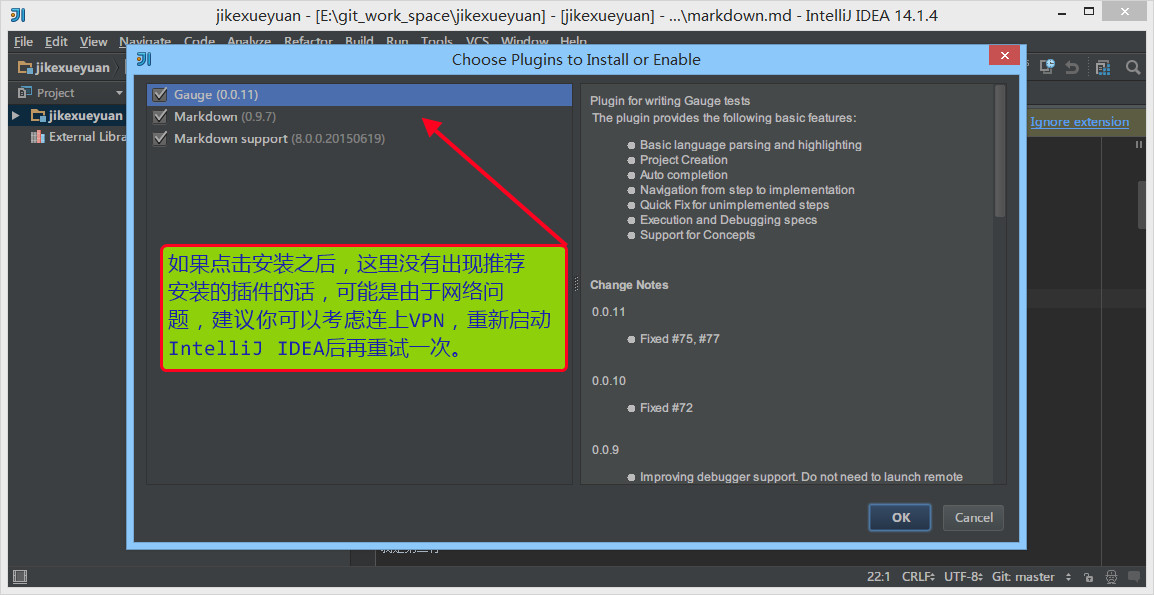 jikexueyuan - [E:\git_work_space\jikexueyuan] - [jikexueyuan] - ...\markdown.md - IntelliJ IDEA 14.1.4
File Edit View Navigate Code Analyze Refactor Build Run Tools VCS Window Help
jikexueyuan
Project
jikexueyuan
External Libra
Ignore extension
Choose Plugins to Install or Enable
Gauge (0.0.11)
Markdown (0.9.7)
Markdown support (8.0.0.20150619)
如果点击安装之后，这里没有出现推荐
安装的插件的话，可能是由于网络问
题，建议你可以考虑连上VPN，重新启动
IntelliJ IDEA后再重试一次。
Plugin for writing Gauge tests
The plugin provides the following basic features:
Basic language parsing and highlighting
Project Creation
Auto completion
Navigation from step to implementation
Quick Fix for unimplemented steps
Execution and Debugging specs
Support for Concepts
Change Notes
0.0.11
Fixed #75, #77
0.0.10
Fixed #72
0.0.9
Improving debugger support. Do not need to launch remote
OK
Cancel
22:1 CRLF UTF-8 Git: master